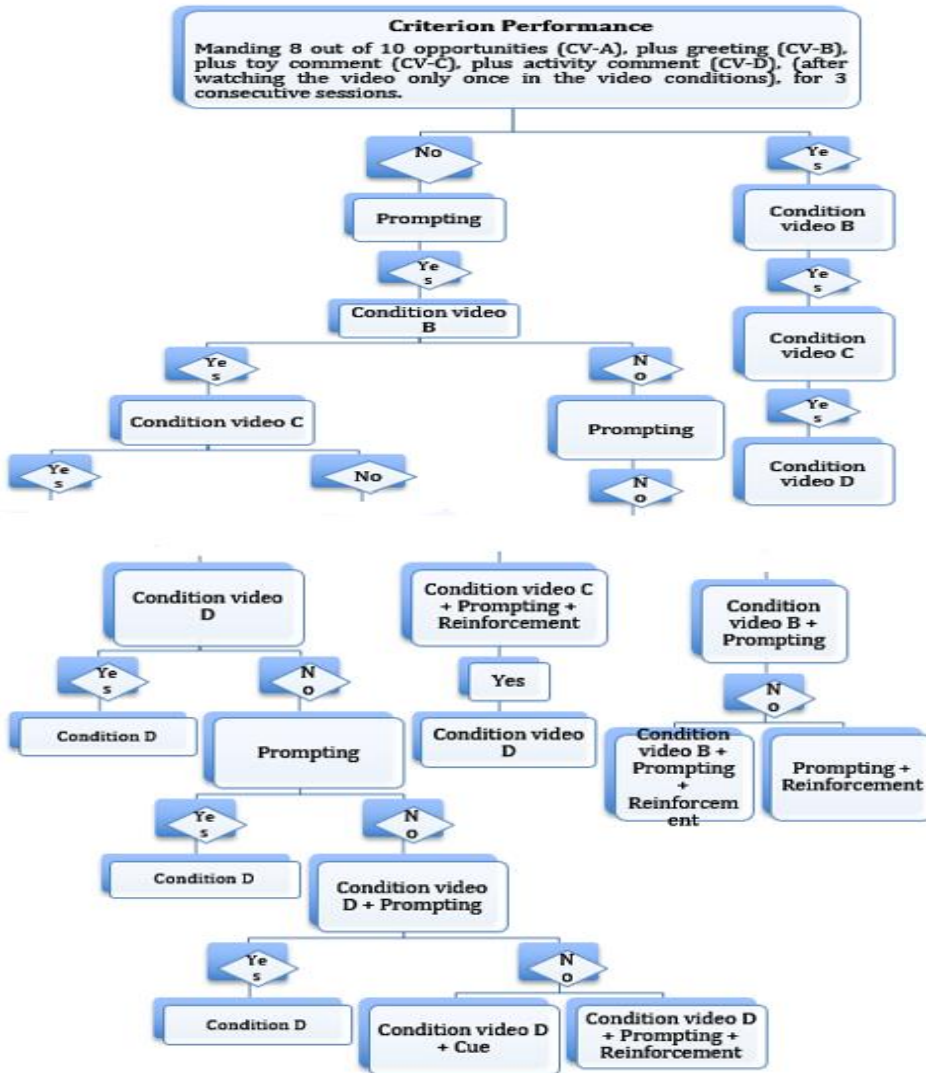 Criterion Performance
Manding 8 out of 10 opportunities (CV-A), plus greeting (CV-B),
plus toy comment (CV-C), plus activity comment (CV-D), (after
watching the video only once in the video conditions), for 3
consecutive sessions.
No
Ye
s
Prompting
Condition
video B
Ye
s
Ye
s
Condition video
B
Condition
video C
Ye
s
N
o
Condition video C
Prompting
Ye
s
Ye
s
No
N
o
Condition
video D
Condition video
D
Condition video C
+ Prompting +
Reinforcement
Condition
video B +
Prompting
Ye
s
N
o
Yes
N
o
Condition D
Prompting
Condition video
D
Condition
video B +
Prompting
+
Reinforcem
ent
Prompting +
Reinforcement
Ye
s
N
o
Condition D
Condition video
D + Prompting
Ye
s
N
o
Condition D
Condition video D
+ Cue
Condition video D
+ Prompting +
Reinforcement